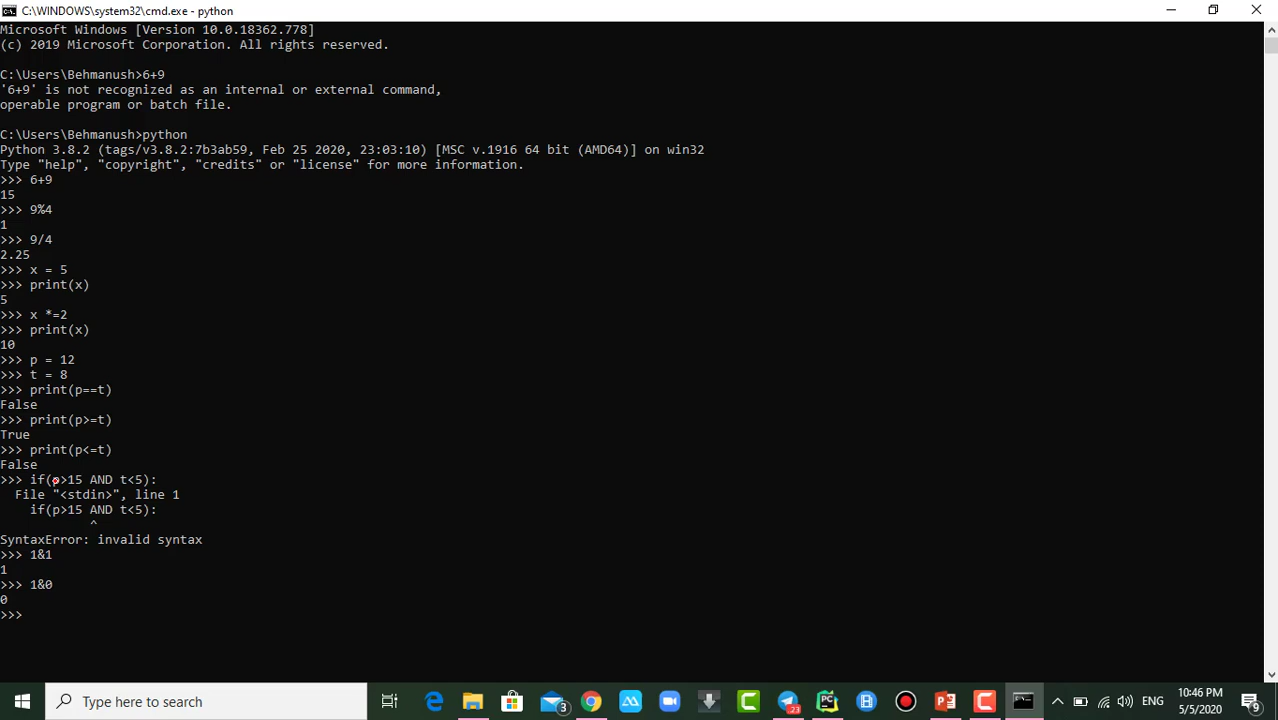 C:\WINDOWS\system32\cmd.exe - python
Microsoft Windows [Version 10.0.18362.778]
(c) 2019 Microsoft Corporation. All rights reserved.
C:\Users\Behmanush>6+9
'6+9' is not recognized as an internal or external command,
operable program or batch file.
C:\Users\Behmanush>python
Python 3.8.2 (tags/v3.8.2:7b3ab59, Feb 25 2020, 23:03:10) [MSC v.1916 64 bit (AMD64)] on win32
Type "help", "copyright", "credits" or "license" for more information.
>>> 6+9
15
>>> 9%4
1
>>> 9/4
2.25
>>> x = 5
>>> print(x)
5
>>> x *=2
>>> print(x)
10
>>> p = 12
>>> t = 8
>>> print(p==t)
False
>>> print(p>=t)
True
>>> print(p<=t)
False
>>> if(p>15 AND t<5):
  File "<stdin>", line 1
    if(p>15 AND t<5):
            ^
SyntaxError: invalid syntax
>>> 1&1
1
>>> 1&0
0
>>>
Type here to search
3
23
PC
ENG
10:46 PM
5/5/2020
9